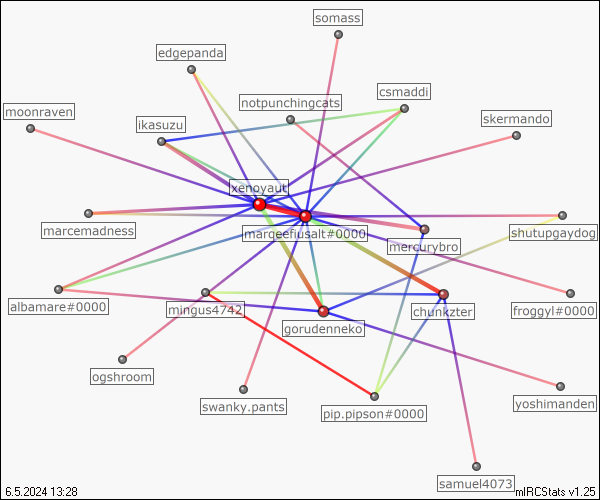 somass
edgepanda
csmaddi
notpunchingcats
moonraven
skermando
ikasuzu
xenoyaut
marcemadness
marqeefiusalt#0000
shutupgaydog
mercurybro
albamare#0000
mingus4742
chunkzter
froggyl#0000
gorudenneko
ogshroom
swanky.pants
pip.pipson#0000
yoshimanden
samuel4073
6.5.2024 13:28
mIRCStats v1.25